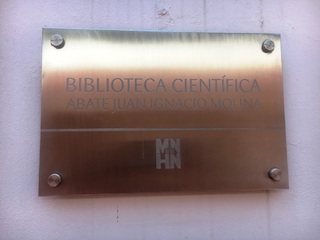 BIBLIOTECA CIENTÍFICA
ABATE JUAN IGNACIO MOLINA
MN
HN